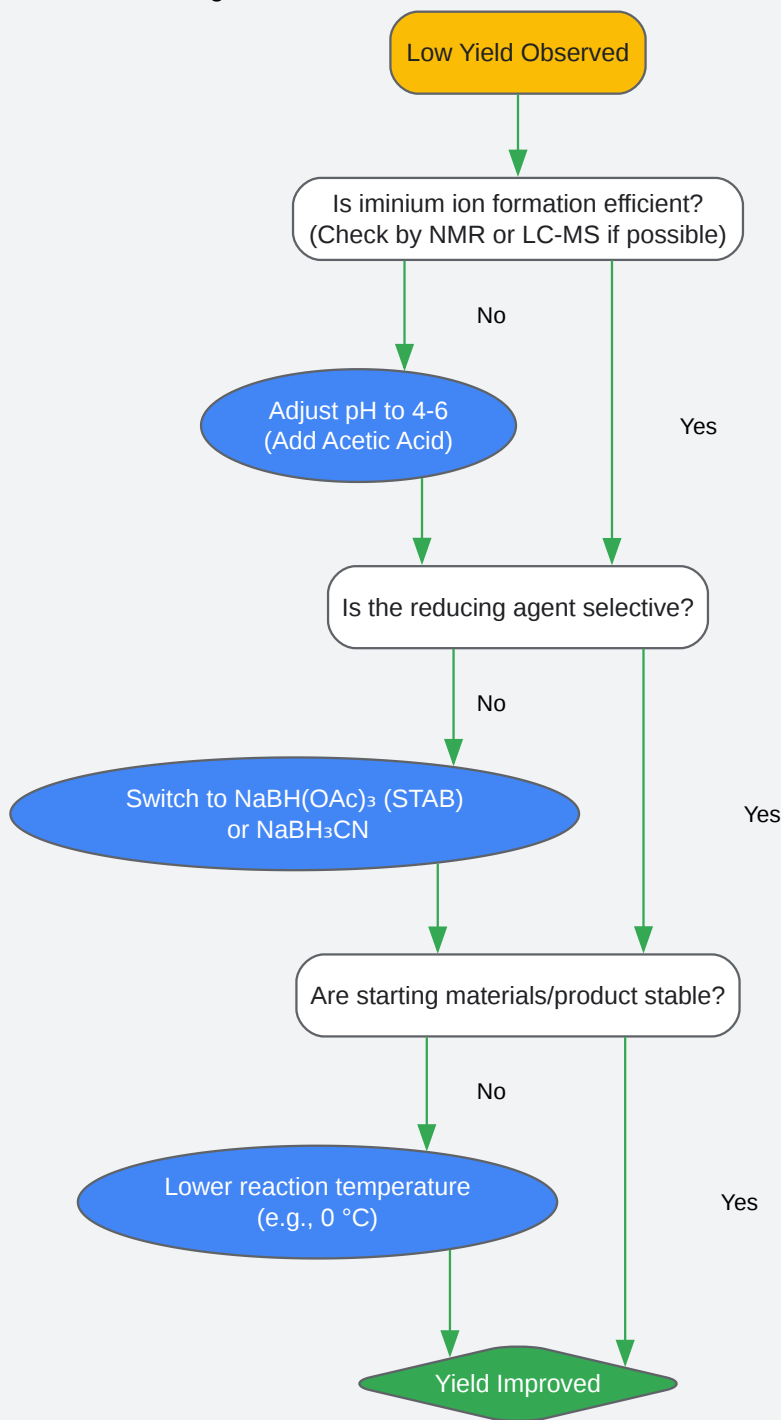 Low Yield Observed
Is iminium ion formation efficient?
(Check by NMR or LC-MS if possible)
No
Adjust pH to 4-6
(Add Acetic Acid)
Yes
Is the reducing agent selective?
No
Switch to NaBH(OAc)₃ (STAB)
or NaBH₃CN
Yes
Are starting materials/product stable?
No
Lower reaction temperature
(e.g., 0 °C)
Yes
Yield Improved